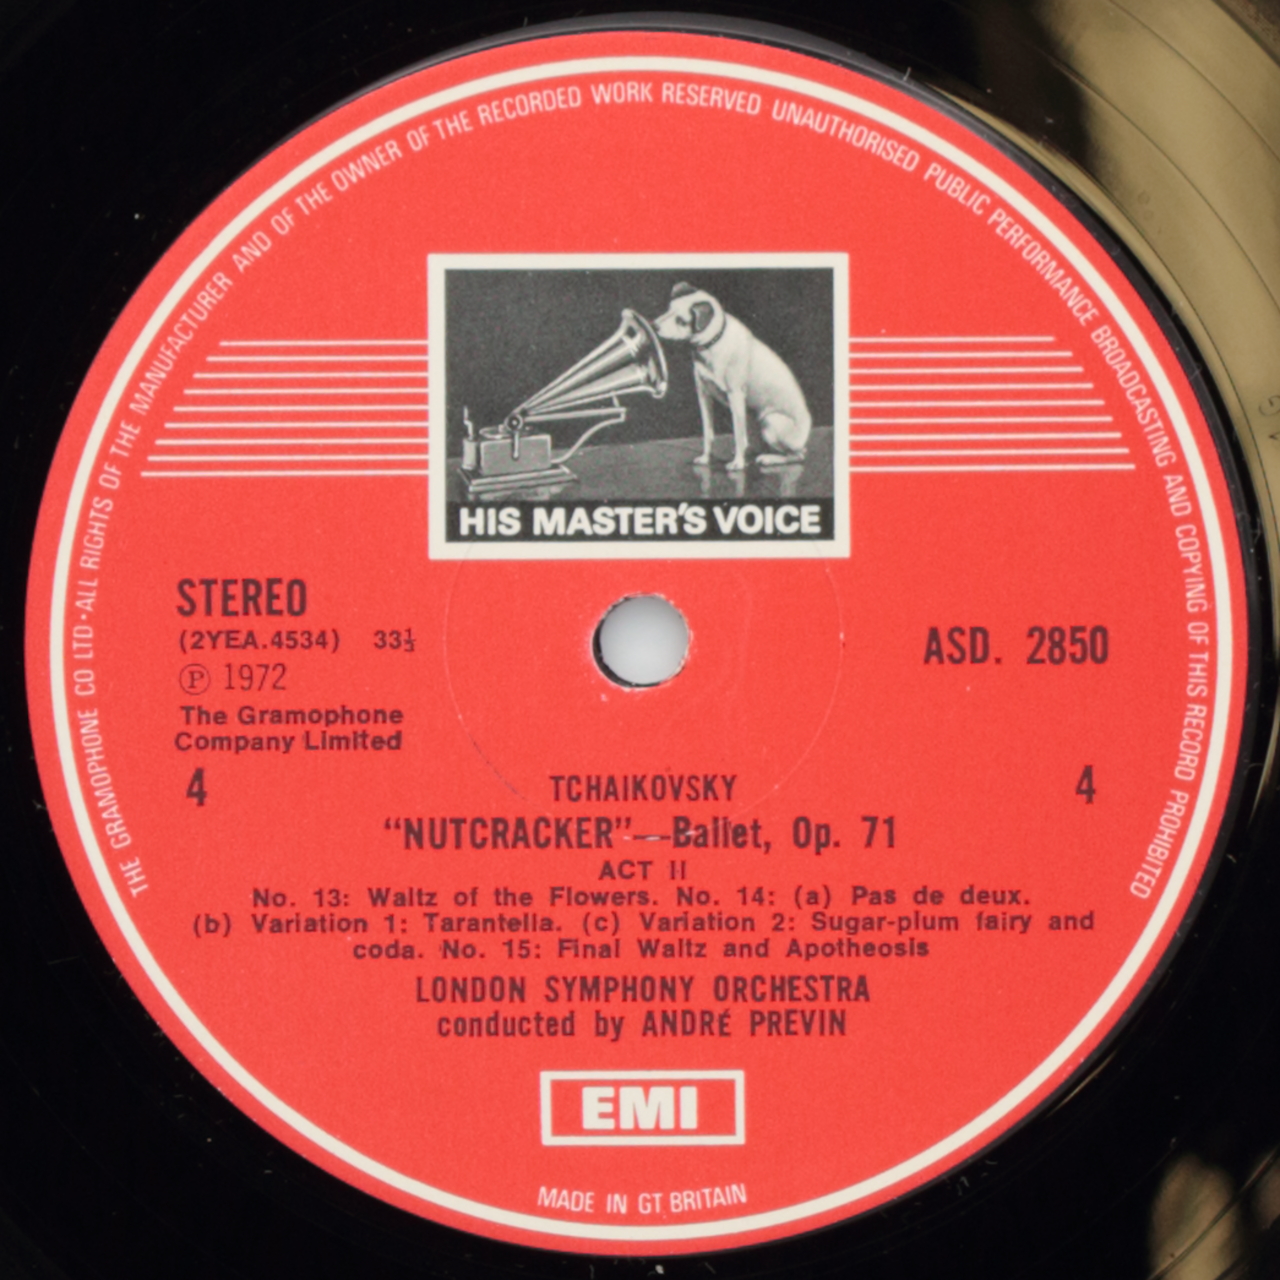 THE GRAMOPHONE CO LTD·ALL RIGHTS OF THE MANUFACTURER AND OF THE OWNER OF THE RECORDED WORK RESERVED UNAUTHORISED PUBLIC PERFORMANCE BROADCASTING AND COPYING OF THIS RECORD PROHIBITED
HIS MASTER'S VOICE
STEREO
(2YEA.4534) 33⅓
ASD. 2850
℗ 1972
The Gramophone
Company Limited
4
4
TCHAIKOVSKY
“NUTCRACKER”—Ballet, Op. 71
ACT II
No. 13: Waltz of the Flowers. No. 14: (a) Pas de deux.
(b) Variation 1: Tarantella. (c) Variation 2: Sugar-plum fairy and
coda. No. 15: Final Waltz and Apotheosis
LONDON SYMPHONY ORCHESTRA
conducted by ANDRÉ PREVIN
EMI
MADE IN GT BRITAIN